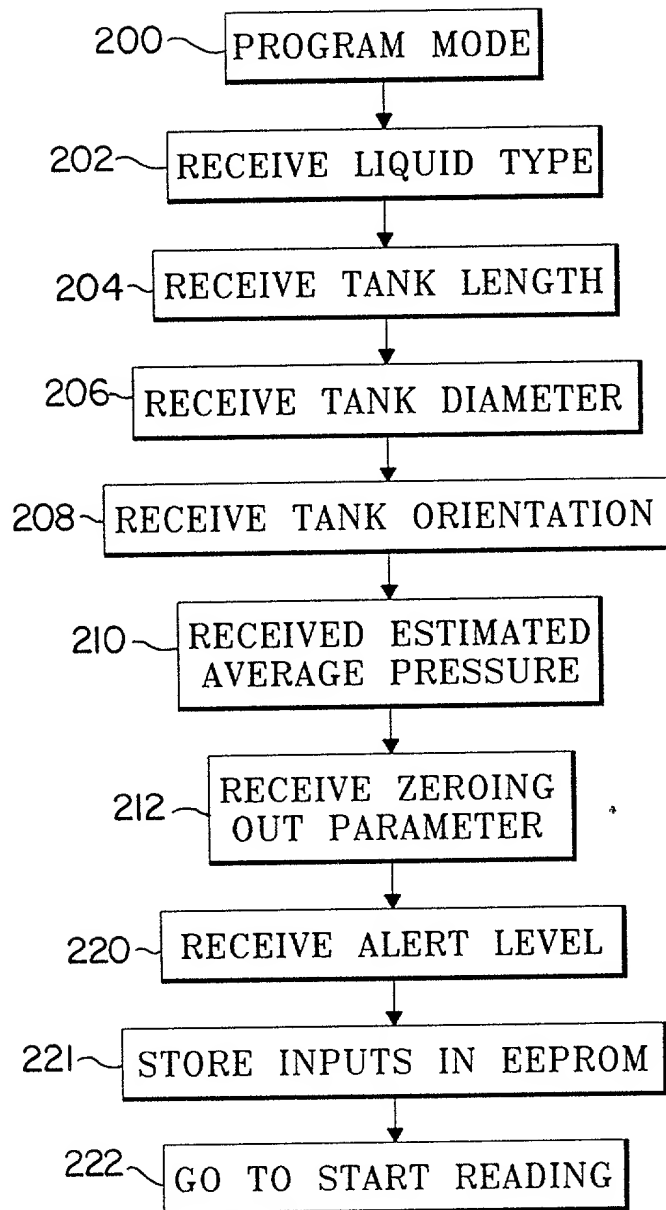 200
PROGRAM MODE
202
RECEIVE LIQUID TYPE
204
RECEIVE TANK LENGTH
206
RECEIVE TANK DIAMETER
208
RECEIVE TANK ORIENTATION
210
RECEIVED ESTIMATED
AVERAGE PRESSURE
212
RECEIVE ZEROING
OUT PARAMETER
220
RECEIVE ALERT LEVEL
221
STORE INPUTS IN EEPROM
222
GO TO START READING